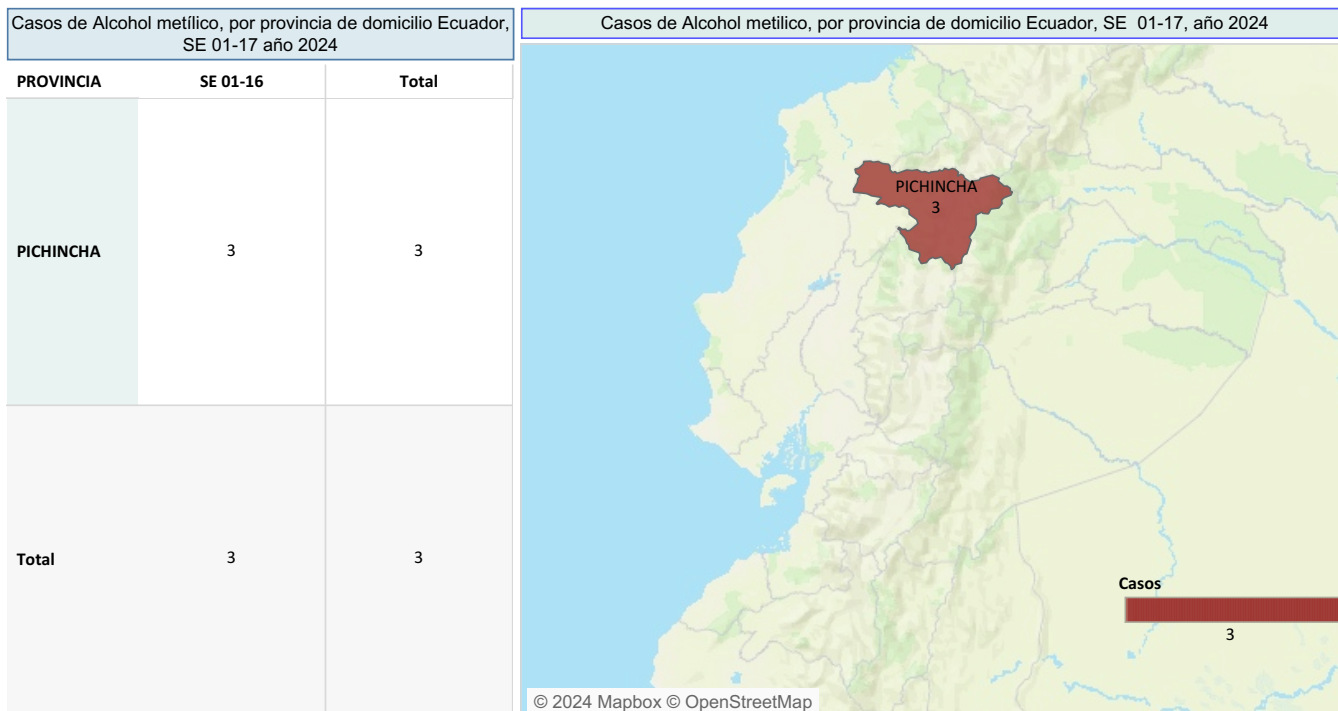 Casos de Alcohol metílico, por provincia de domicilio Ecuador,
SE 01-17 año 2024
PROVINCIA SE 01-16 Total
PICHINCHA 3 3
Total 3 3
Casos de Alcohol metilico, por provincia de domicilio Ecuador, SE 01-17, año 2024
PICHINCHA
3
Casos
3
© 2024 Mapbox © OpenStreetMap